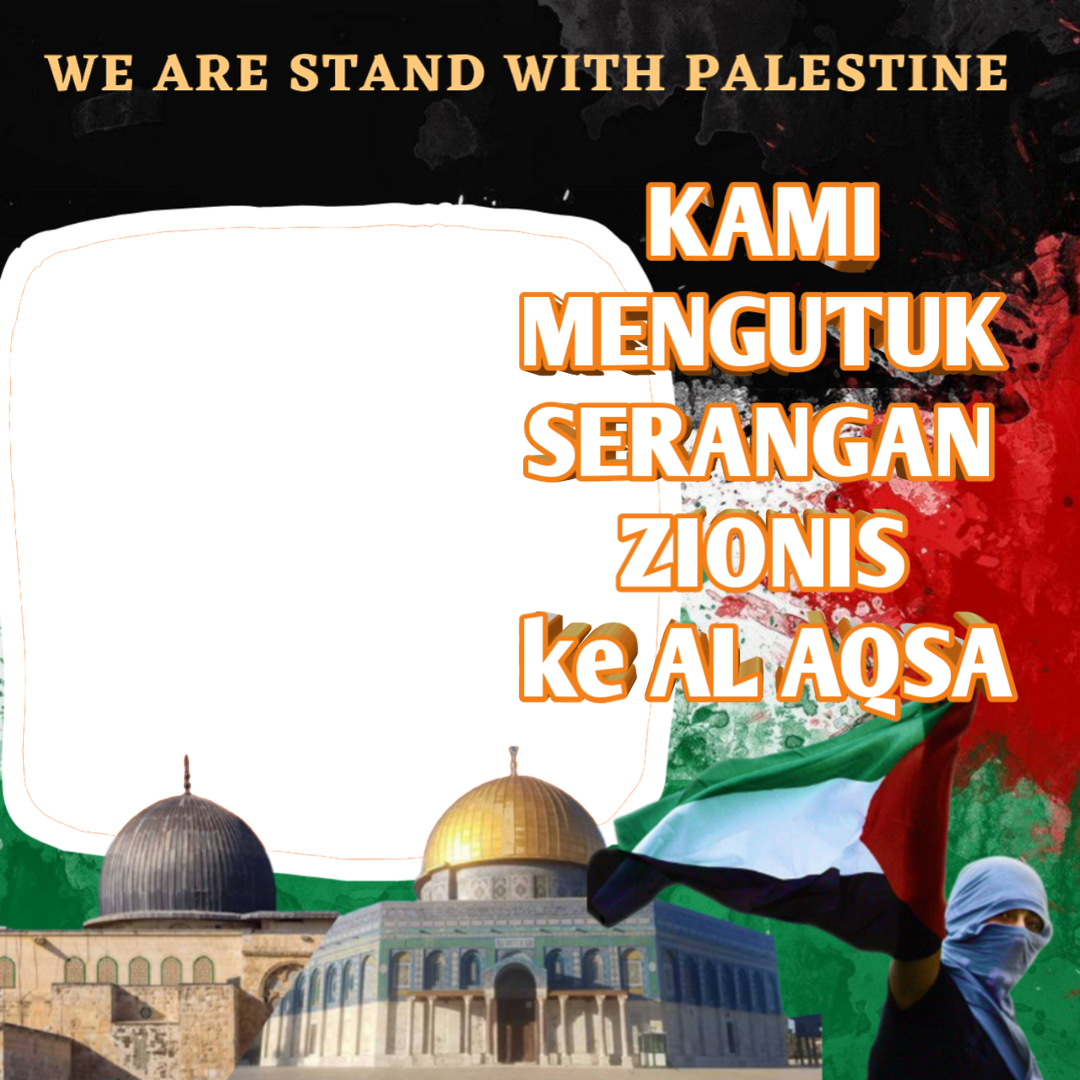 WE ARE STAND WITH PALESTINE
KAMI
MENGUTUK
SERANGAN
ZIONIS
ke AL AQSA